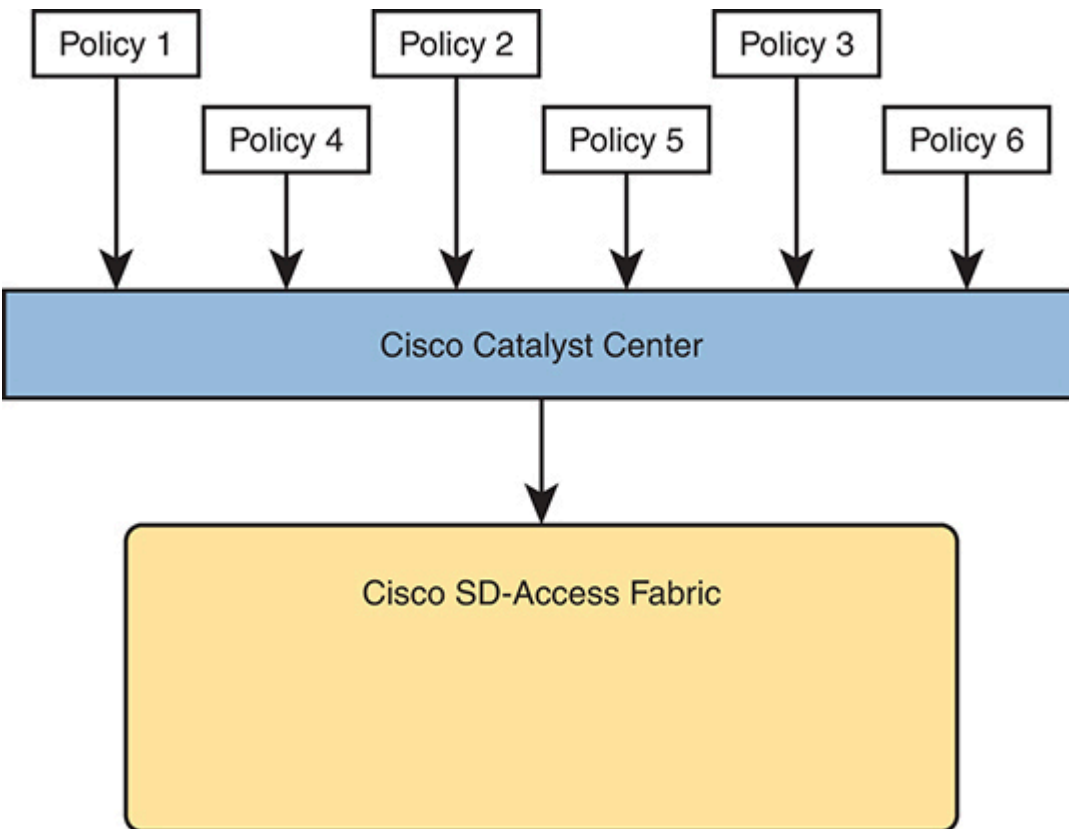 Policy 1
Policy 2
Policy 3
Policy 4
Policy 5
Policy 6
Cisco Catalyst Center
Cisco SD-Access Fabric